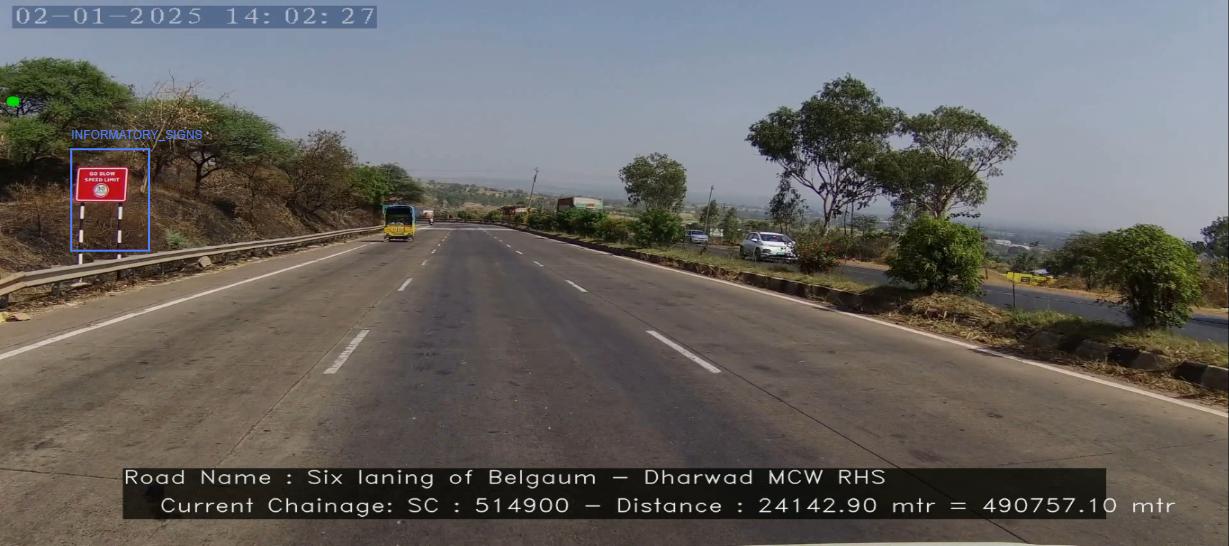 02-01-2025 14:02:27
INFORMATORY_SIGNS
GO SLOW
SPEED LIMIT
Road Name : Six laning of Belgaum - Dharwad MCW RHS
Current Chainage: SC : 514900 - Distance : 24142.90 mtr = 490757.10 mtr